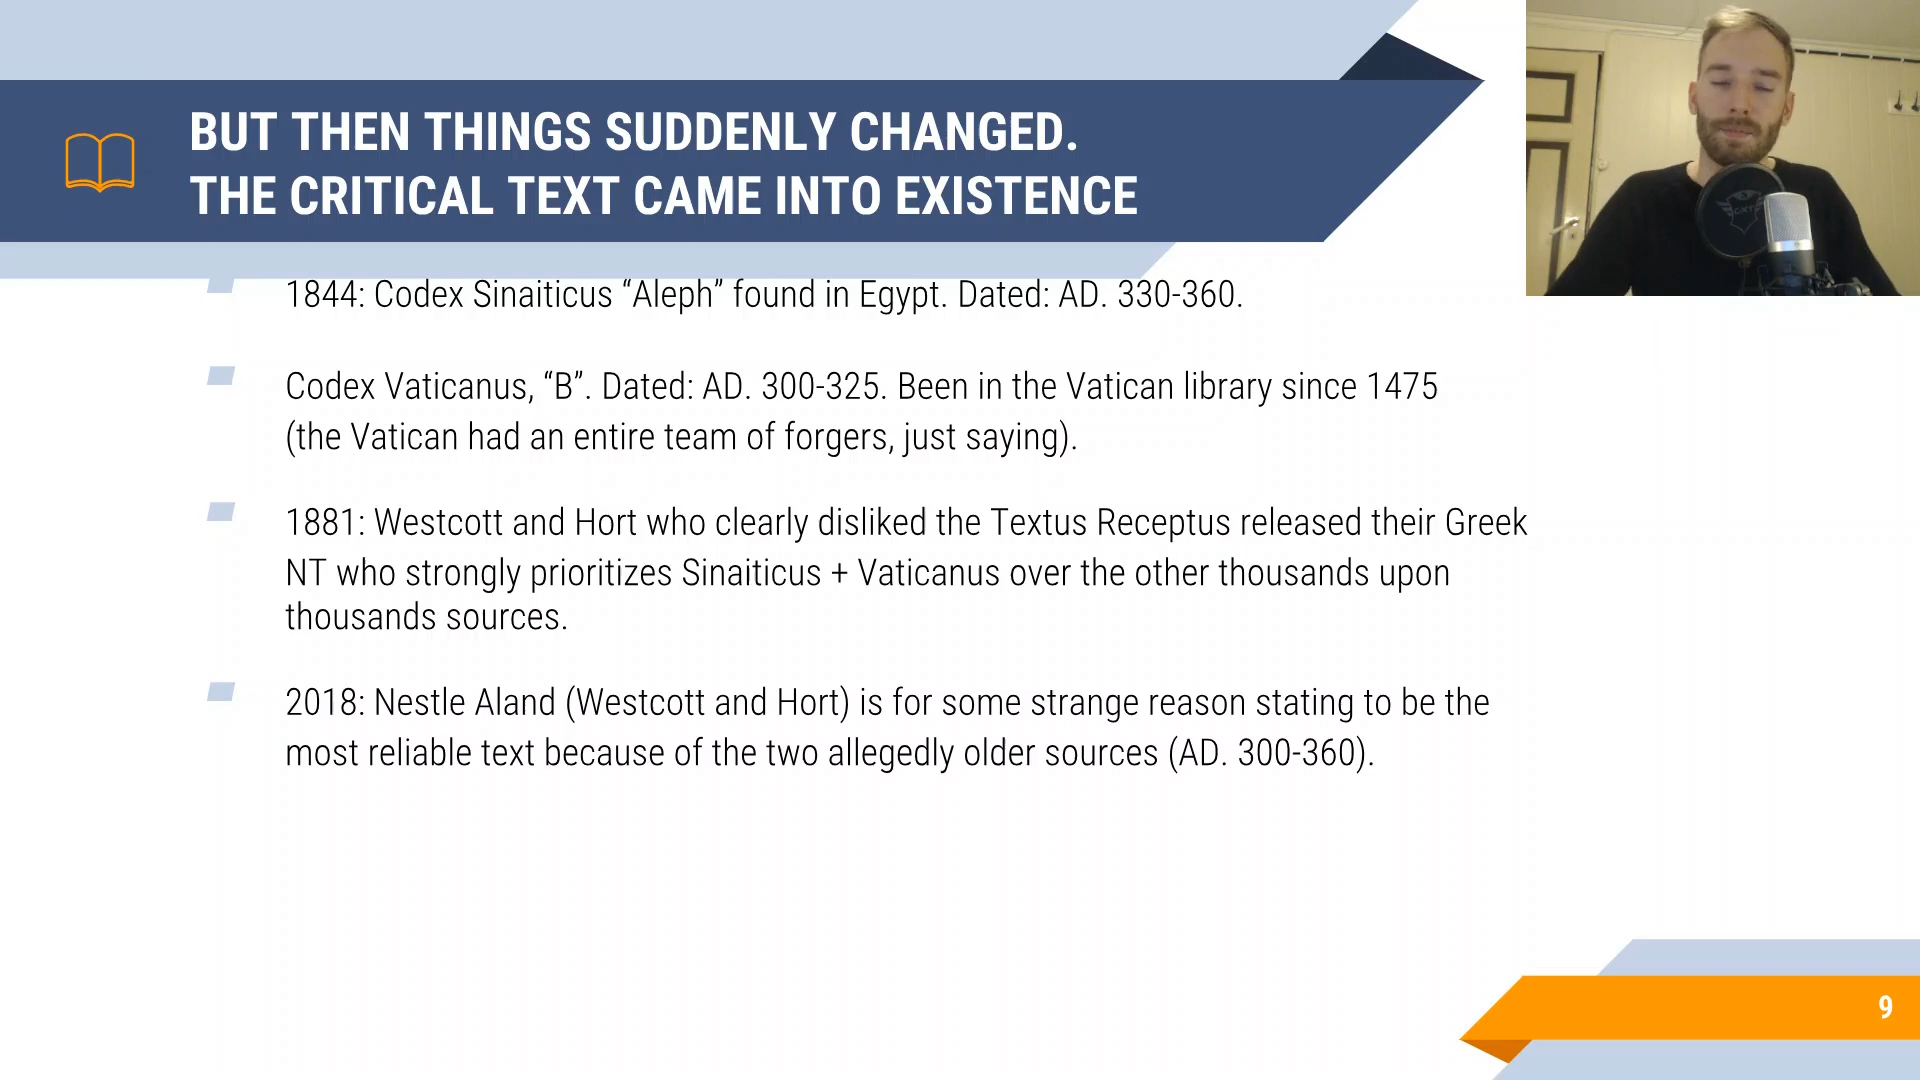 BUT THEN THINGS SUDDENLY CHANGED.
THE CRITICAL TEXT CAME INTO EXISTENCE
1844: Codex Sinaiticus “Aleph” found in Egypt. Dated: AD. 330-360.
Codex Vaticanus, “B”. Dated: AD. 300-325. Been in the Vatican library since 1475
(the Vatican had an entire team of forgers, just saying).
1881: Westcott and Hort who clearly disliked the Textus Receptus released their Greek
NT who strongly prioritizes Sinaiticus + Vaticanus over the other thousands upon
thousands sources.
2018: Nestle Aland (Westcott and Hort) is for some strange reason stating to be the
most reliable text because of the two allegedly older sources (AD. 300-360).
9